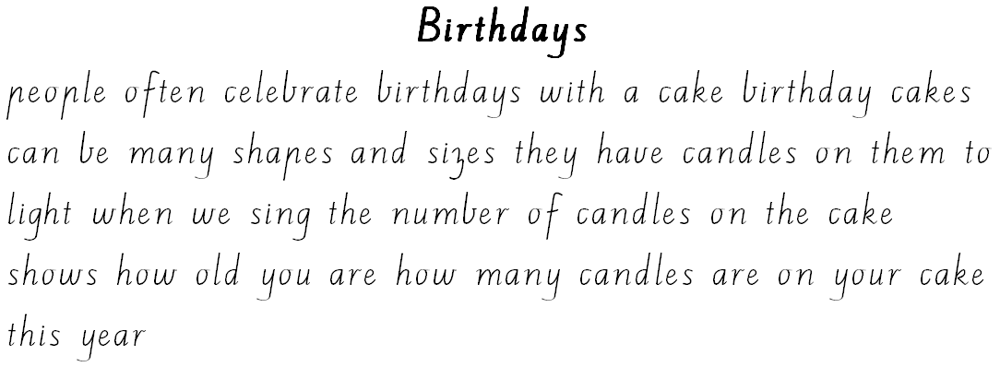 Birthdays
people often celebrate birthdays with a cake birthday cakes
can be many shapes and sizes they have candles on them to
light when we sing the number of candles on the cake
shows how old you are how many candles are on your cake
this year